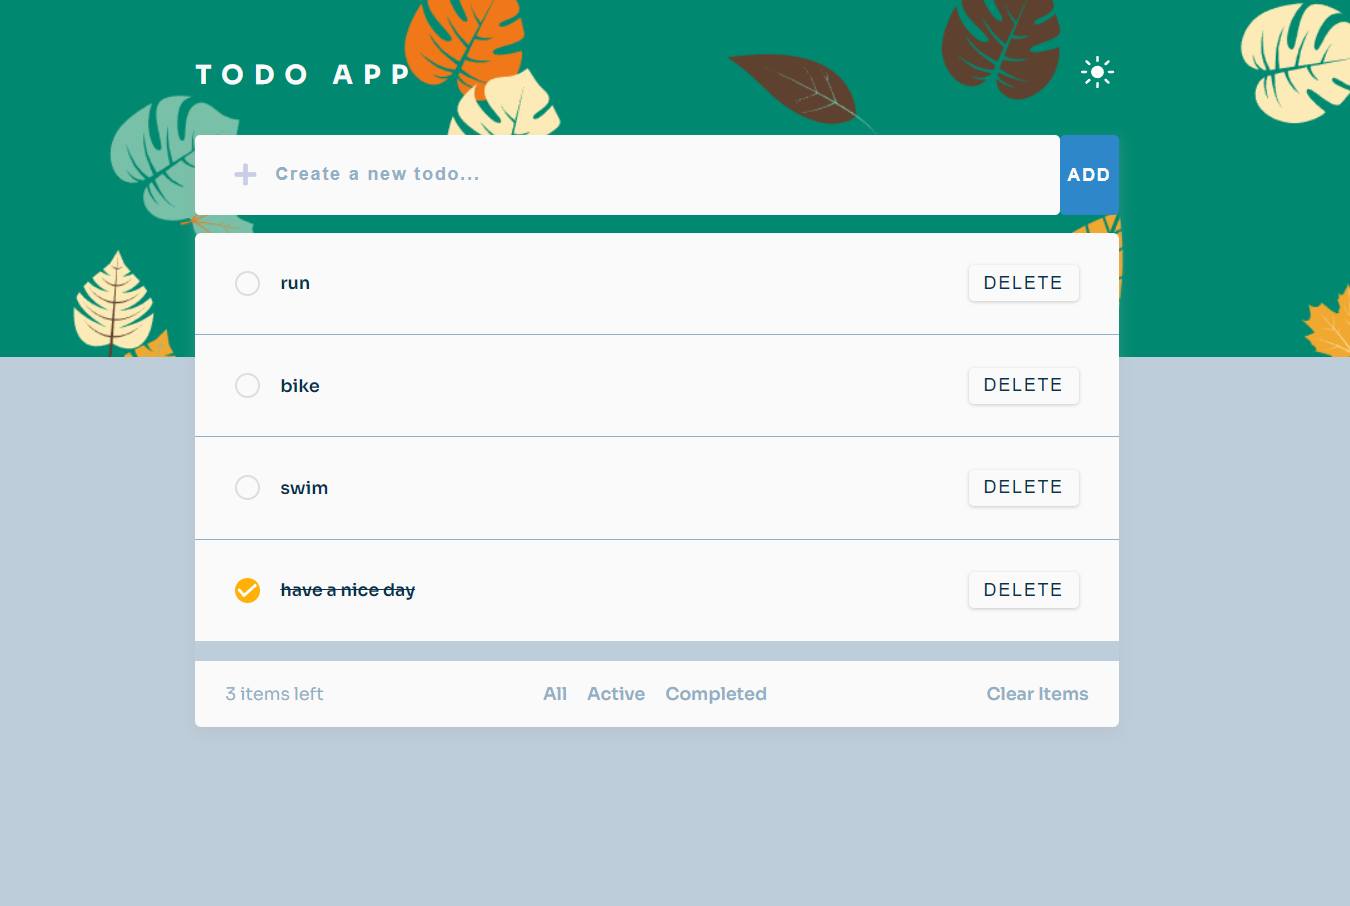 TODO APP
Create a new todo...
ADD
run
DELETE
bike
DELETE
swim
DELETE
have a nice day
DELETE
3 items left
All Active Completed
Clear Items